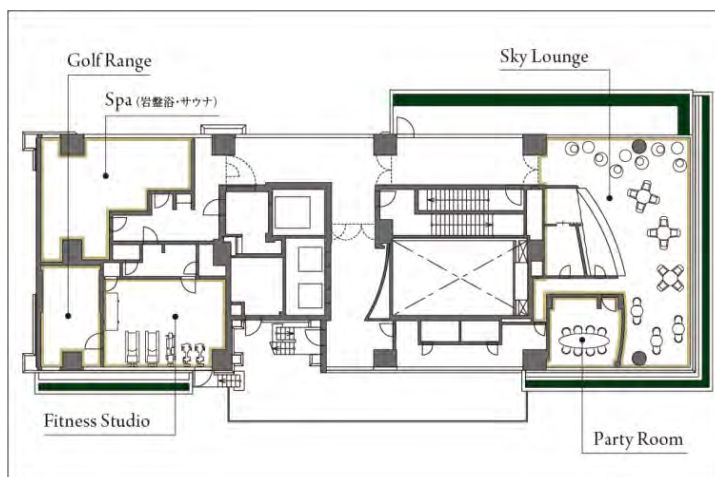 Golf Range
Sky Lounge
Spa (岩盤浴・サウナ)
Fitness Studio
Party Room